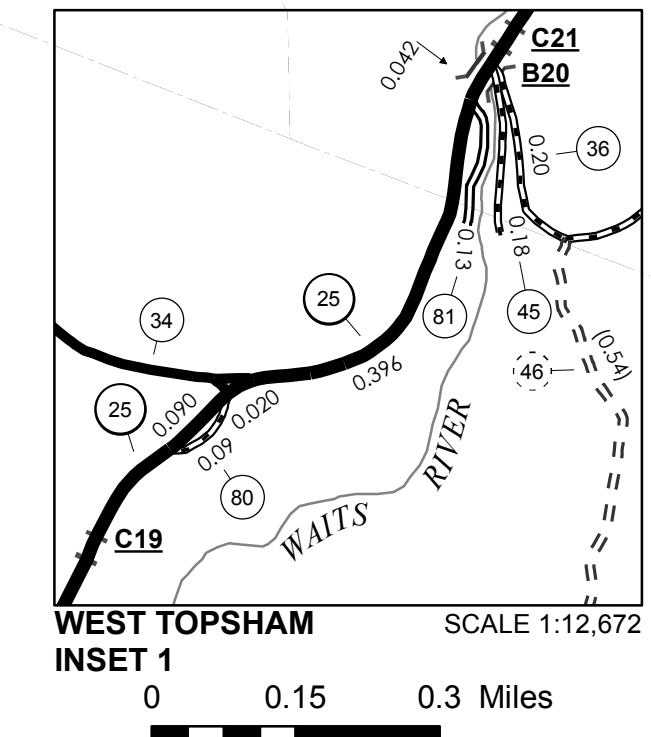 C21
0.042
B20
0.20
36
0.13
0.18
25
81
45
34
0.396
(0.54)
46
25
0.090
0.020
0.09
80
WAITS RIVER
C19
WEST TOPSHAM SCALE 1:12,672
INSET 1
0 0.15 0.3 Miles